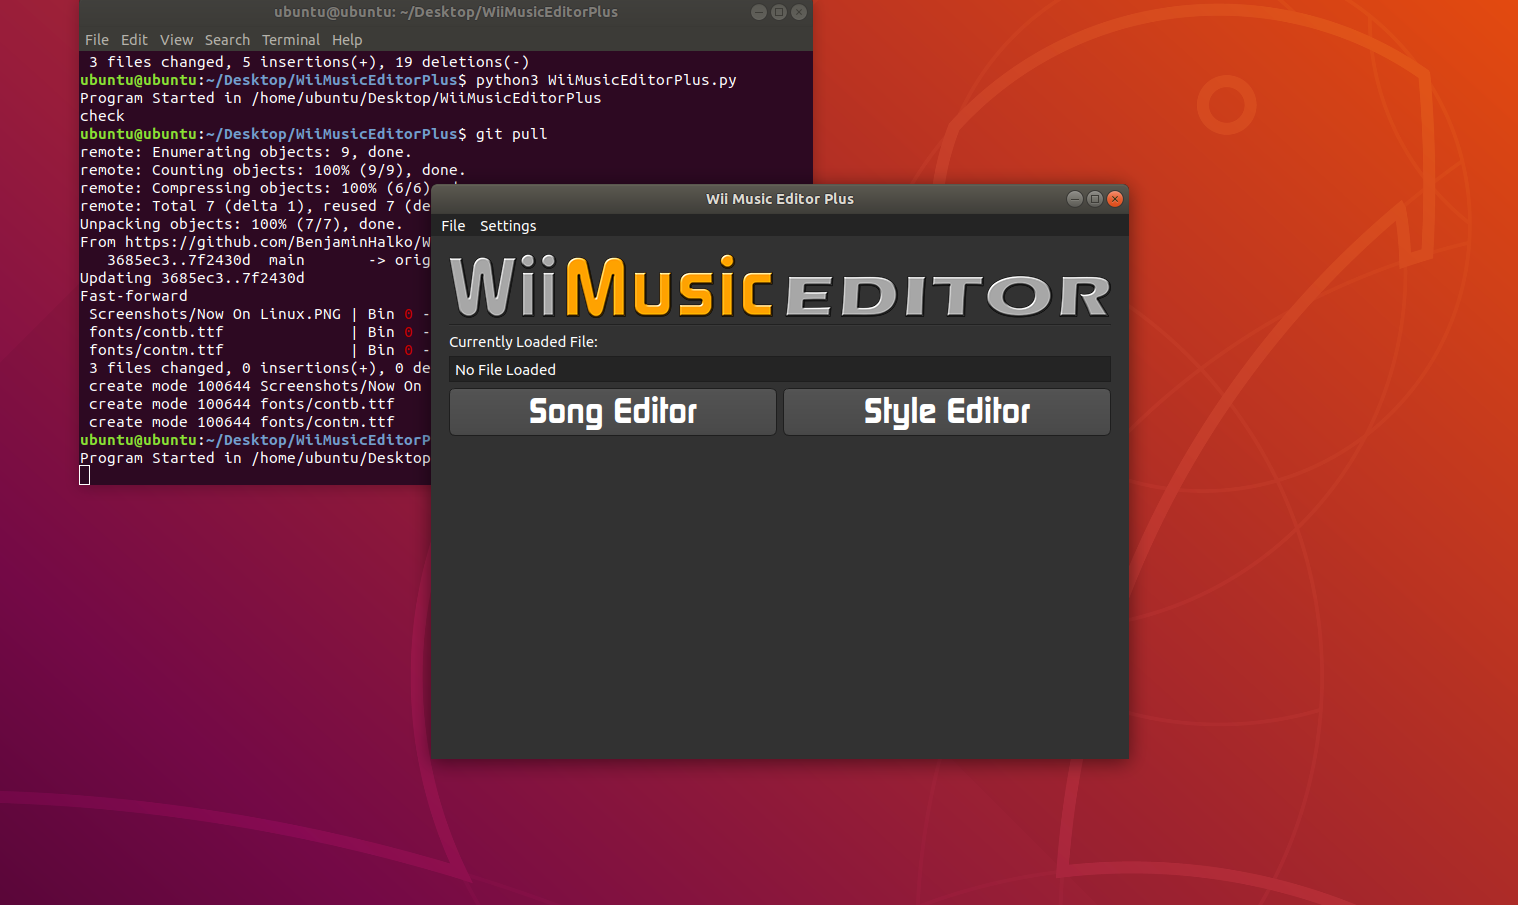 ubuntu@ubuntu: ~/Desktop/WiiMusicEditorPlus
File Edit View Search Terminal Help
3 files changed, 5 insertions(+), 19 deletions(-)
ubuntu@ubuntu:~/Desktop/WiiMusicEditorPlus$ python3 WiiMusicEditorPlus.py
Program Started in /home/ubuntu/Desktop/WiiMusicEditorPlus
check
ubuntu@ubuntu:~/Desktop/WiiMusicEditorPlus$ git pull
remote: Enumerating objects: 9, done.
remote: Counting objects: 100% (9/9), done.
remote: Compressing objects: 100% (6/6)
remote: Total 7 (delta 1), reused 7 (de
Unpacking objects: 100% (7/7), done.
From https://github.com/BenjaminHalko/W
3685ec3..7f2430d main -> orig
Updating 3685ec3..7f2430d
Fast-forward
Screenshots/Now On Linux.PNG | Bin 0 -
fonts/contb.ttf | Bin 0 -
fonts/contm.ttf | Bin 0 -
3 files changed, 0 insertions(+), 0 de
create mode 100644 Screenshots/Now On
create mode 100644 fonts/contb.ttf
create mode 100644 fonts/contm.ttf
ubuntu@ubuntu:~/Desktop/WiiMusicEditorP
Program Started in /home/ubuntu/Desktop
Wii Music Editor Plus
File Settings
Wii Music EDITOR
Currently Loaded File:
No File Loaded
Song Editor Style Editor